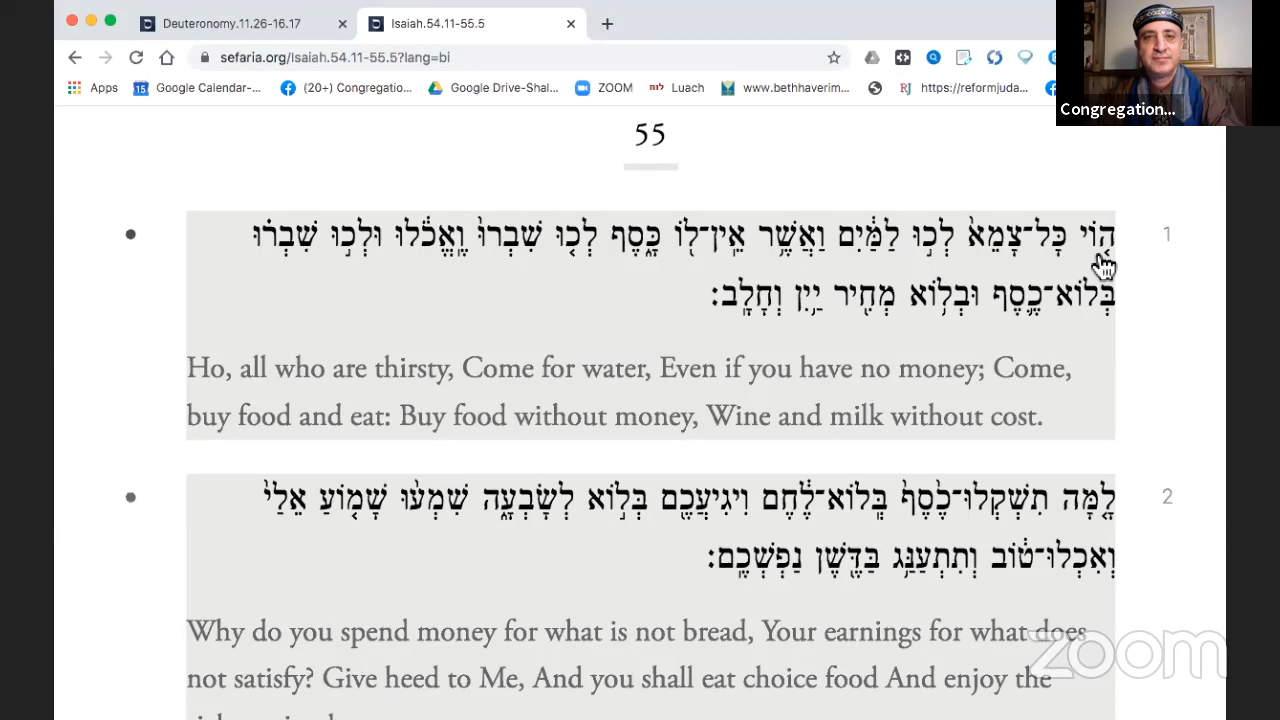 Deuteronomy.11.26-16.17
Isaiah.54.11-55.5
sefaria.org/Isaiah.54.11-55.5?lang=bi
Apps
15 Google Calendar-...
(20+) Congregatio...
Google Drive-Shal...
ZOOM
לוח Luach
www.bethhaverim...
RJ https://reformjuda...
Congregation...
55
1
הוֹי כׇּל־צָמֵא לְכוּ לַמַּיִם וַאֲשֶׁר אֵין־לוֹ כָּסֶף לְכוּ שִׁבְרוּ וֶאֱכֹלוּ וּלְכוּ שִׁבְרוּ
בְּלוֹא־כֶסֶף וּבְלוֹא מְחִיר יַיִן וְחָלָב׃
Ho, all who are thirsty, Come for water, Even if you have no money; Come,
buy food and eat: Buy food without money, Wine and milk without cost.
2
לָמָּה תִשְׁקְלוּ־כֶסֶף בְּלוֹא־לֶחֶם וִיגִיעֲכֶם בְּלוֹא לְשׇׂבְעָה שִׁמְעוּ שָׁמוֹעַ אֵלַי
וְאִכְלוּ־טוֹב וְתִתְעַנַּג בַּדֶּשֶׁן נַפְשְׁכֶם׃
Why do you spend money for what is not bread, Your earnings for what does
not satisfy? Give heed to Me, And you shall eat choice food And enjoy the
zoom